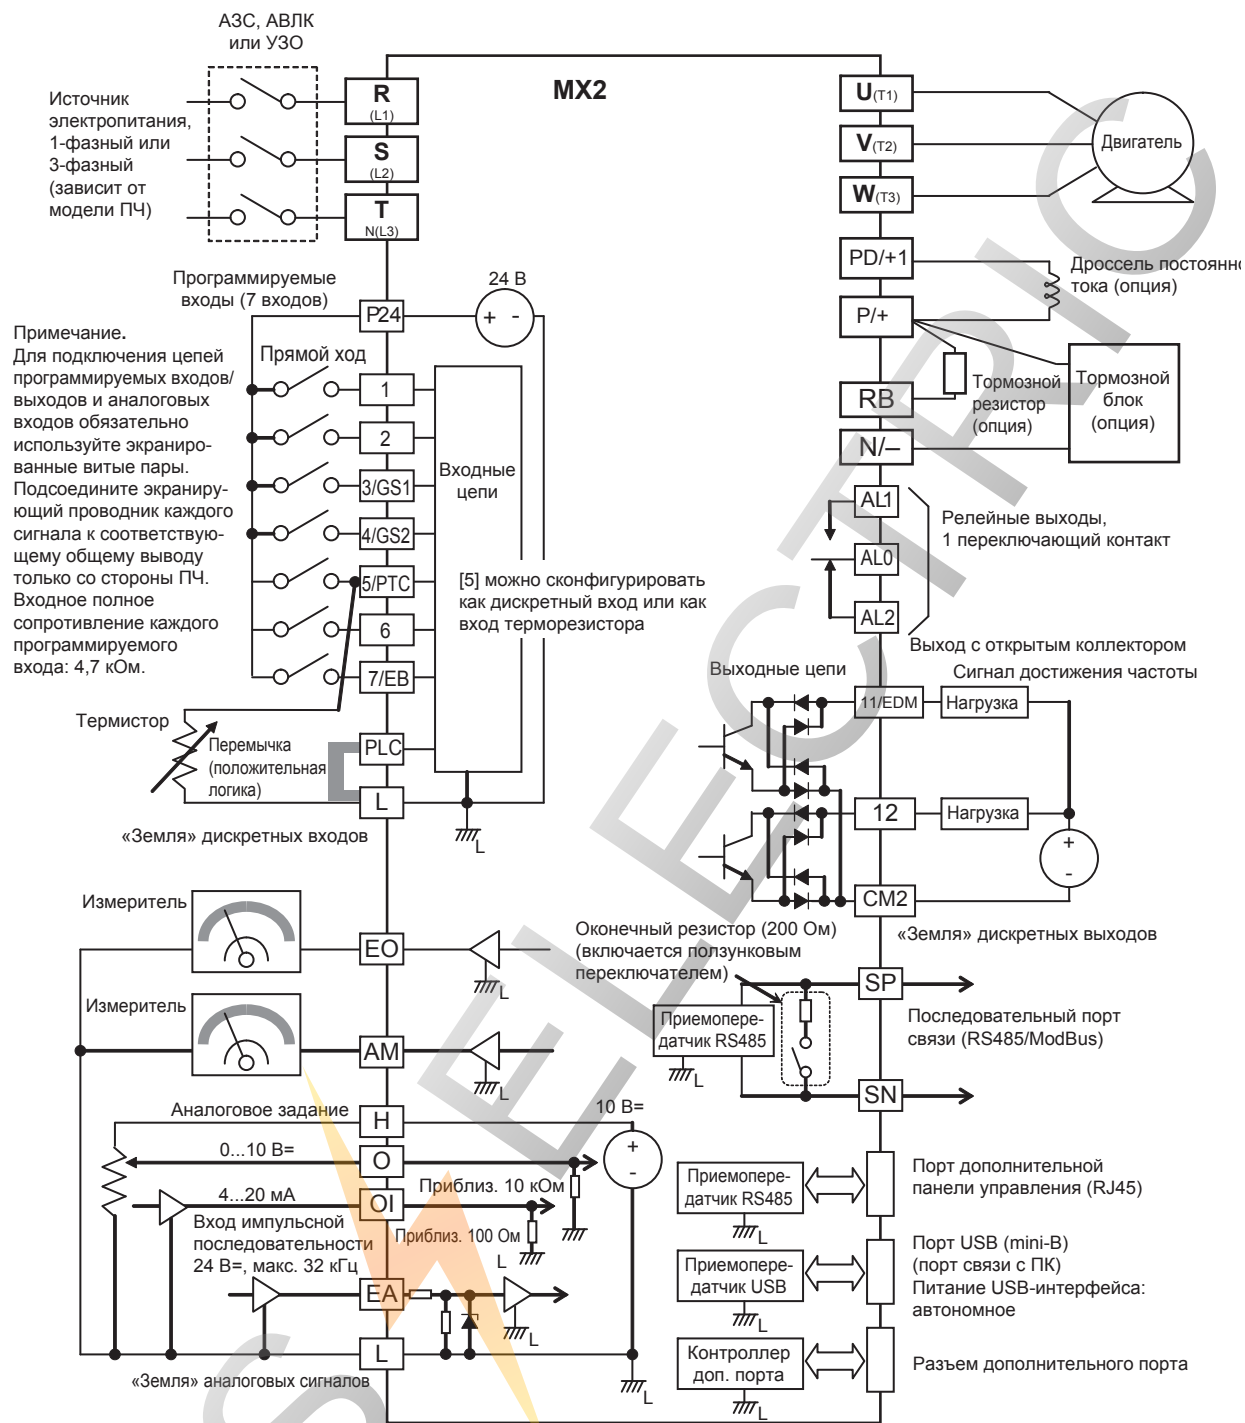 АЗС, АВЛК
или УЗО
MX2
Источник
электропитания,
1-фазный или
3-фазный
(зависит от
модели ПЧ)
R
(L1)
S
(L2)
T
N(L3)
U(T1)
V(T2)
W(T3)
Двигатель
PD/+1
P/+
RB
N/–
Дроссель постоянно
тока (опция)
Тормозной
резистор
(опция)
Тормозной
блок
(опция)
Программируемые
входы (7 входов)
P24
24 В
+ -
Примечание.
Для подключения цепей
программируемых входов/
выходов и аналоговых
входов обязательно
используйте экраниро-
ванные витые пары.
Подсоедините экранирую-
щий проводник каждого
сигнала к соответствую-
щему общему выводу
только со стороны ПЧ.
Входное полное
сопротивление каждого
программируемого
входа: 4,7 кОм.
Прямой ход
1
2
3/GS1
4/GS2
5/PTC
6
7/EB
PLC
L
Входные
цепи
[5] можно сконфигурировать
как дискретный вход или как
вход терморезистора
Термистор
Перемычка
(положительная
логика)
L
«Земля» дискретных входов
AL1
AL0
AL2
Релейные выходы,
1 переключающий контакт
Выход с открытым коллектором
Выходные цепи
Сигнал достижения частоты
11/EDM
Нагрузка
12
Нагрузка
+
-
CM2
«Земля» дискретных выходов
Измеритель
EO
L
Измеритель
AM
L
Оконечный резистор (200 Ом)
(включается ползунковым
переключателем)
Приемопере-
датчик RS485
L
SP
SN
Последовательный порт
связи (RS485/ModBus)
Аналоговое задание
H
10 В=
+
-
0...10 В=
O
Приблиз. 10 кОм
4...20 мА
OI
Приблиз. 100 Ом
L
Вход импульсной
последовательности
24 В=, макс. 32 кГц
EA
L
L
L
«Земля» аналоговых сигналов
Приемопере-
датчик RS485
L
Порт дополнительной
панели управления (RJ45)
Приемопере-
датчик USB
L
Порт USB (mini-B)
(порт связи с ПК)
Питание USB-интерфейса:
автономное
Контроллер
доп. порта
L
Разъем дополнительного порта
S ELECTRIC